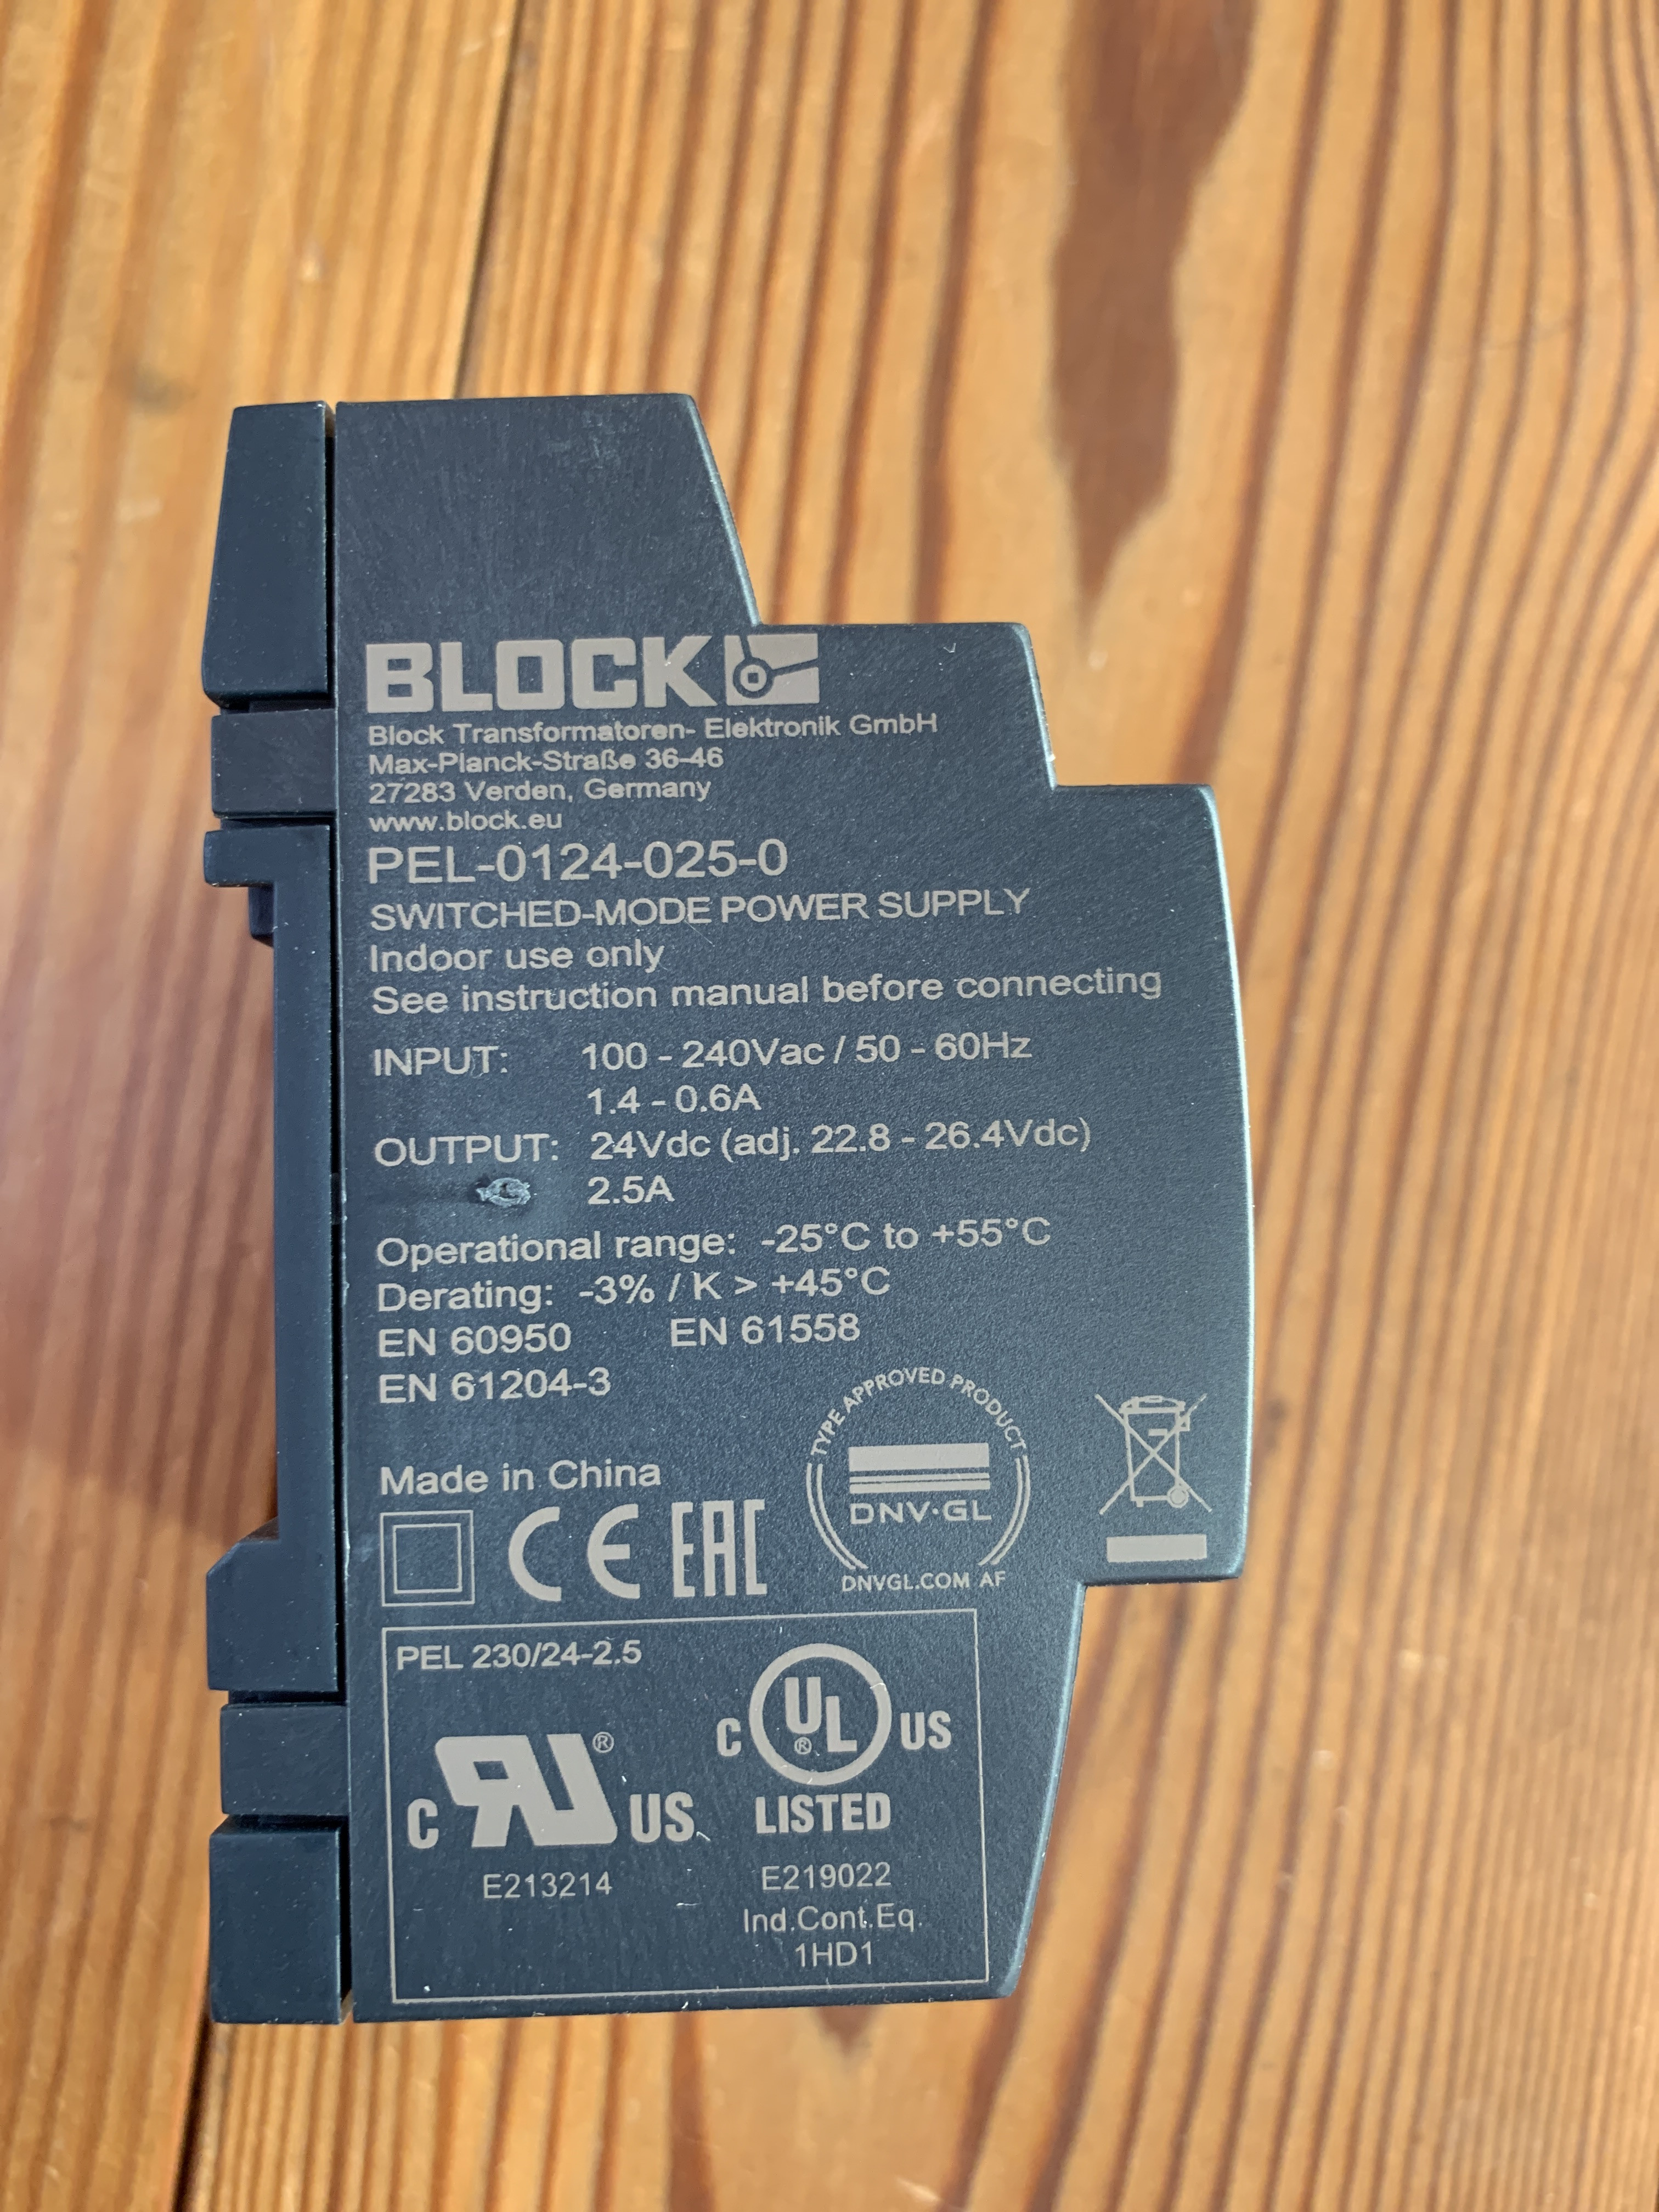 BLOCK
Block Transformatoren- Elektronik GmbH
Max-Planck-Straße 36-46
27283 Verden, Germany
www.block.eu
PEL-0124-025-0
SWITCHED-MODE POWER SUPPLY
Indoor use only
See instruction manual before connecting
INPUT: 100 - 240Vac / 50 - 60Hz
1.4 - 0.6A
OUTPUT: 24Vdc (adj. 22.8 - 26.4Vdc)
2.5A
Operational range: -25°C to +55°C
Derating: -3% / K > +45°C
EN 60950 EN 61558
EN 61204-3
TYPE APPROVED PRODUCT
DNV·GL
DNVGL.COM AF
Made in China
CE EAC
PEL 230/24-2.5
C RU® US
E213214
C UL® US
LISTED
E219022
Ind.Cont.Eq.
1HD1